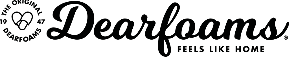 THE ORIGINAL
19 47
DEARFOAMS
Dearfoams®
FEELS LIKE HOME